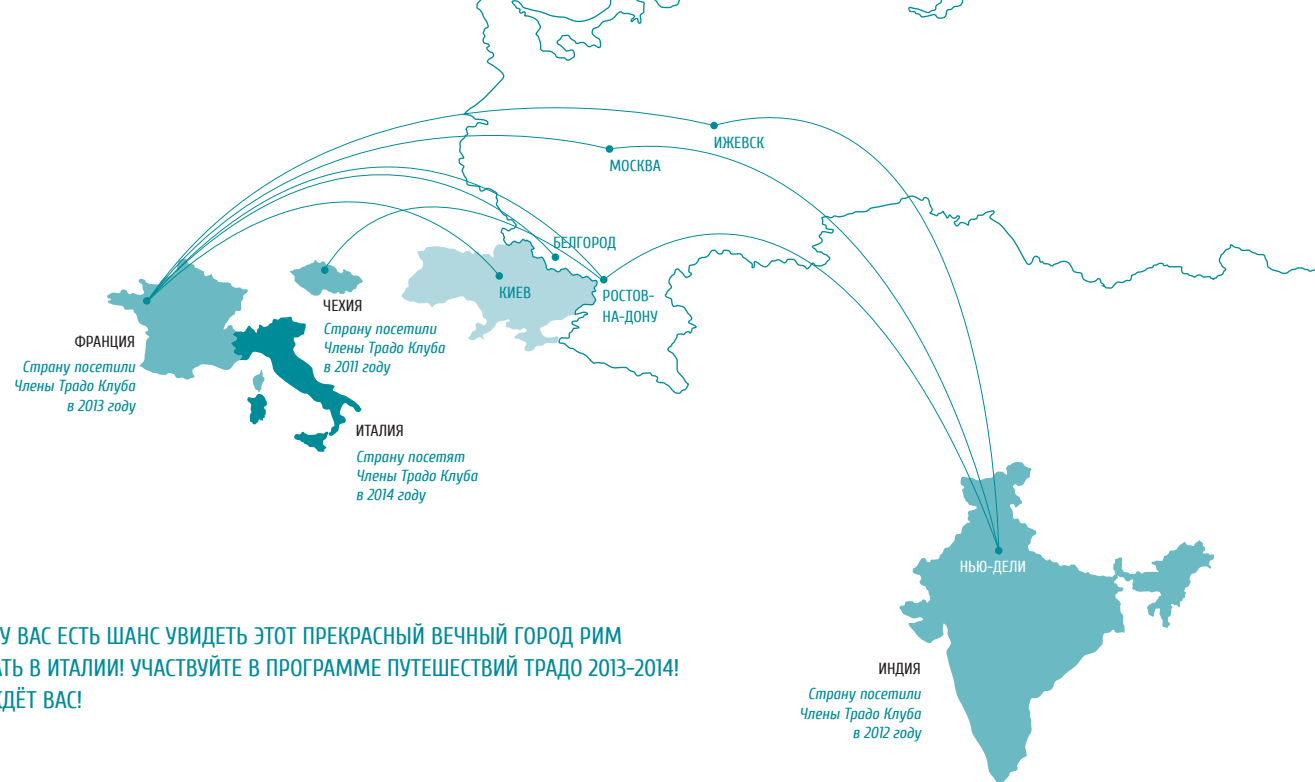 ИЖЕВСК
МОСКВА
БЕЛГОРОД
КИЕВ
РОСТОВ-
НА-ДОНУ
ЧЕХИЯ
Страну посетили
Члены Традо Клуба
в 2011 году
ФРАНЦИЯ
Страну посетили
Члены Традо Клуба
в 2013 году
ИТАЛИЯ
Страну посетят
Члены Традо Клуба
в 2014 году
НЬЮ-ДЕЛИ
ИНДИЯ
Страну посетили
Члены Традо Клуба
в 2012 году
У ВАС ЕСТЬ ШАНС УВИДЕТЬ ЭТОТ ПРЕКРАСНЫЙ ВЕЧНЫЙ ГОРОД РИМ
АТЬ В ИТАЛИИ! УЧАСТВУЙТЕ В ПРОГРАММЕ ПУТЕШЕСТВИЙ ТРАДО 2013-2014!
ДЁТ ВАС!